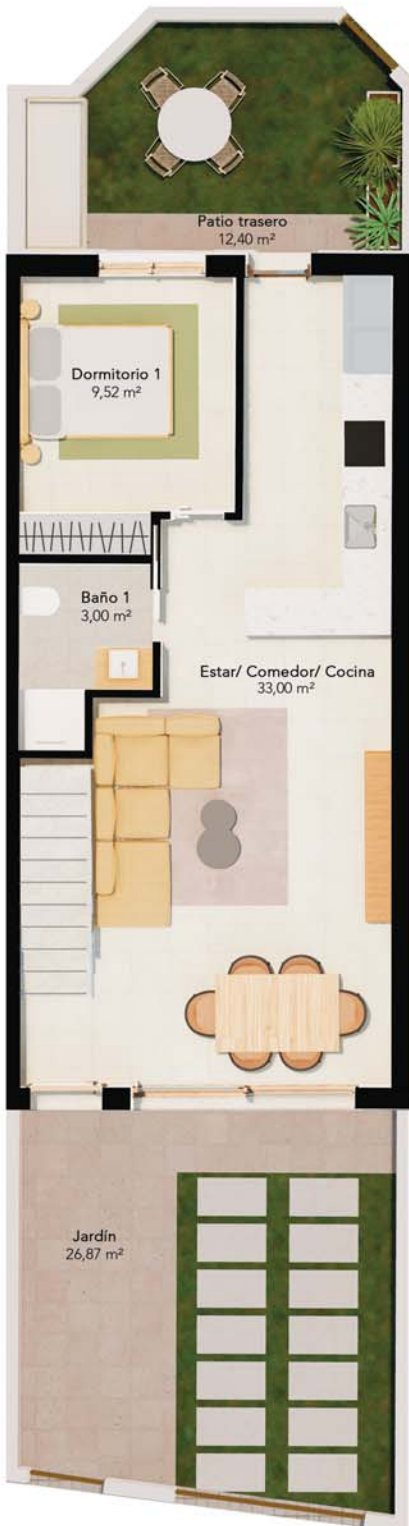 Patio trasero
12,40 m²
Dormitorio 1
9,52 m²
Baño 1
3,00 m²
Estar/ Comedor/ Cocina
33,00 m²
Jardín
26,87 m²